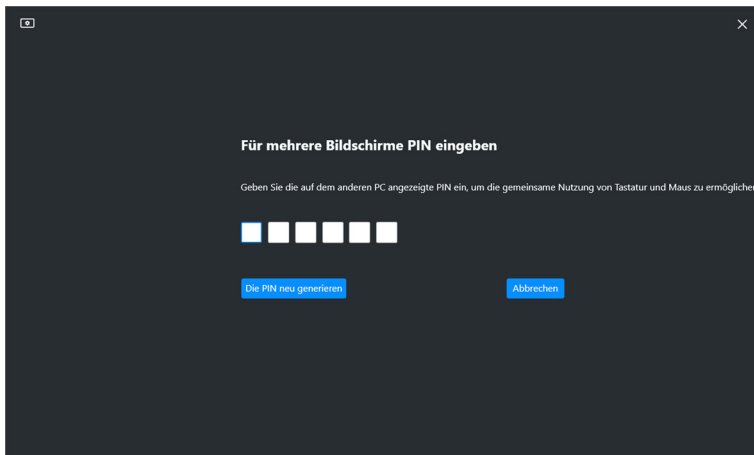 Für mehrere Bildschirme PIN eingeben
Geben Sie die auf dem anderen PC angezeigte PIN ein, um die gemeinsame Nutzung von Tastatur und Maus zu ermöglichen
Die PIN neu generieren
Abbrechen